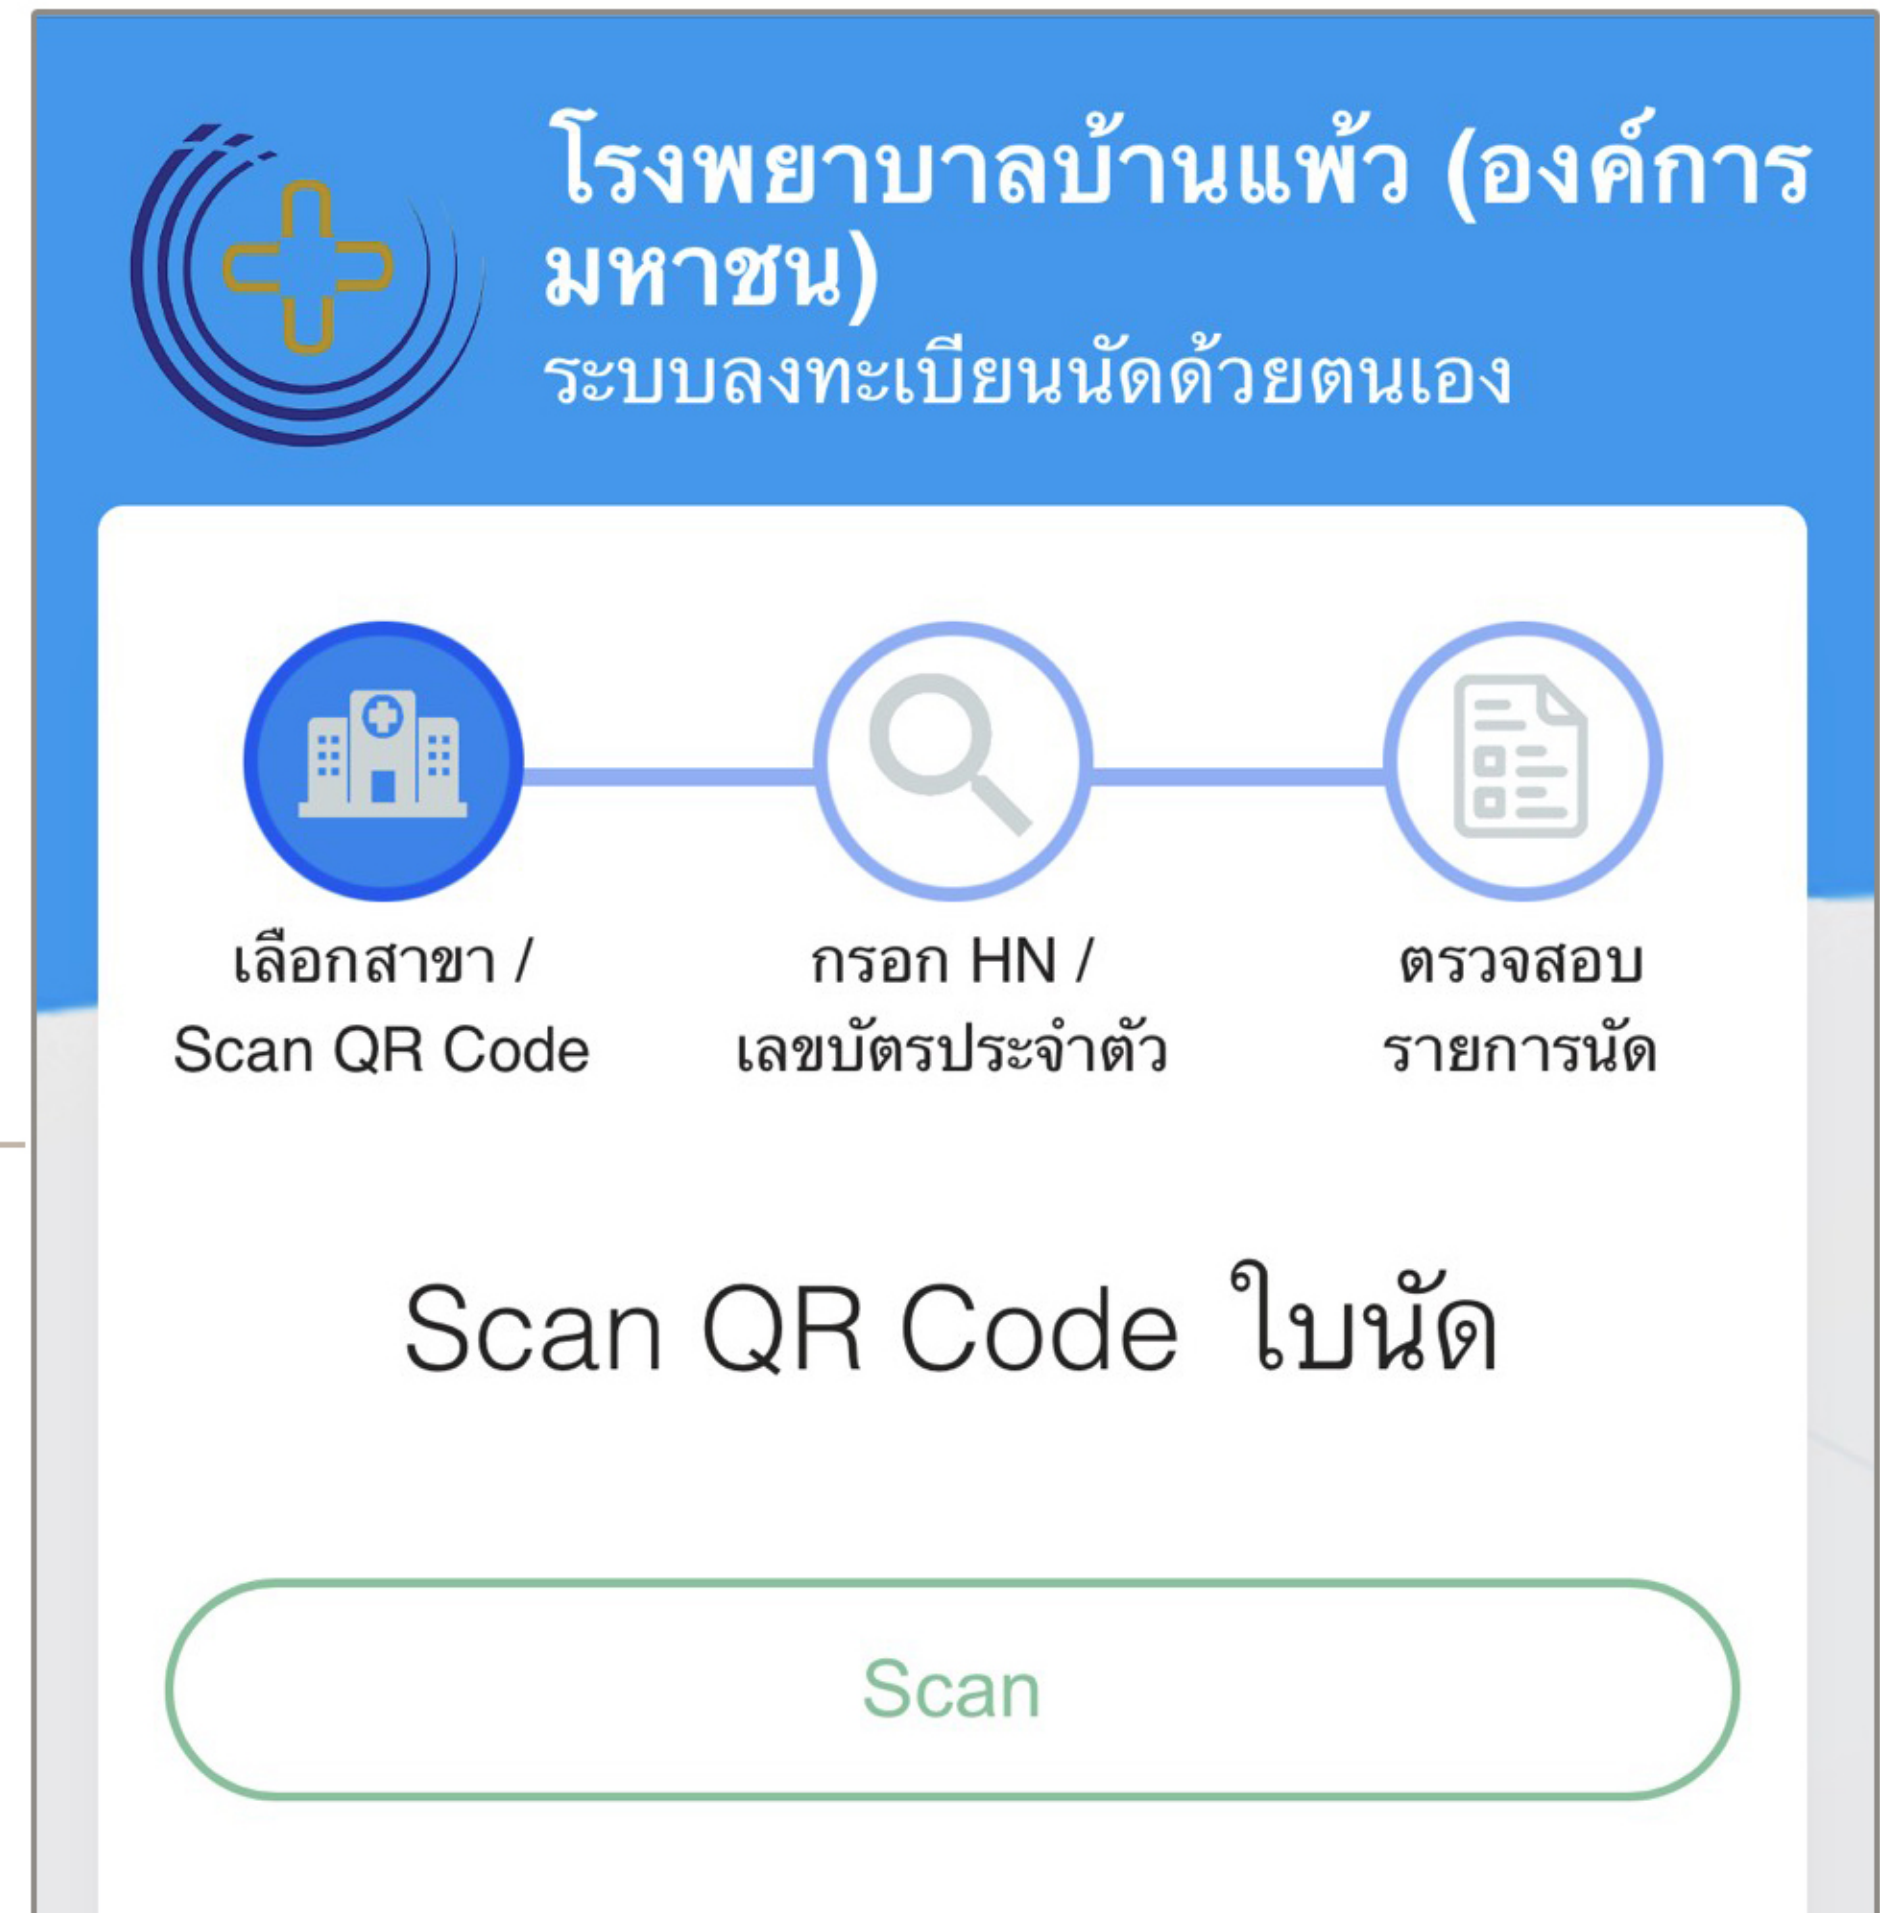 โรงพยาบาลบ้านแพ้ว (องค์การ
มหาชน)
ระบบลงทะเบียนนัดด้วยตนเอง
เลือกสาขา /
Scan QR Code
กรอก HN /
เลขบัตรประจำตัว
ตรวจสอบ
รายการนัด
Scan QR Code ใบนัด
Scan